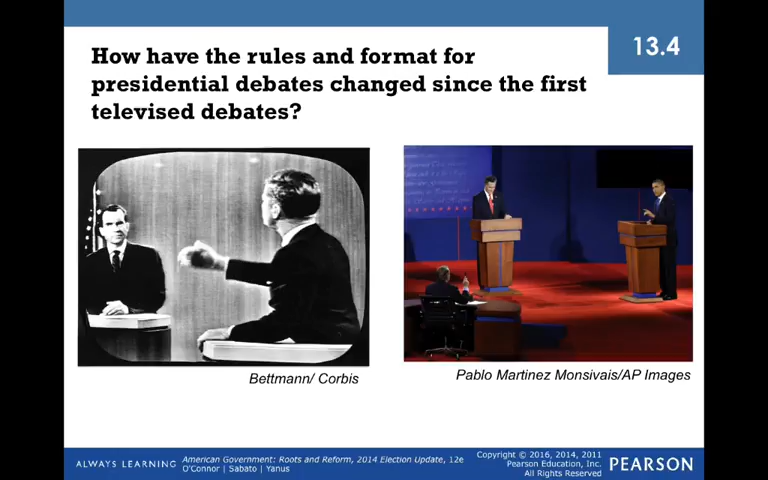 How have the rules and format for
presidential debates changed since the first
televised debates?
13.4
Bettmann/ Corbis
Pablo Martinez Monsivais/AP Images
ALWAYS LEARNING
American Government: Roots and Reform, 2014 Election Update, 12e
O'Connor | Sabato | Yanus
Copyright © 2016, 2014, 2011
Pearson Education, Inc.
All Rights Reserved
PEARSON